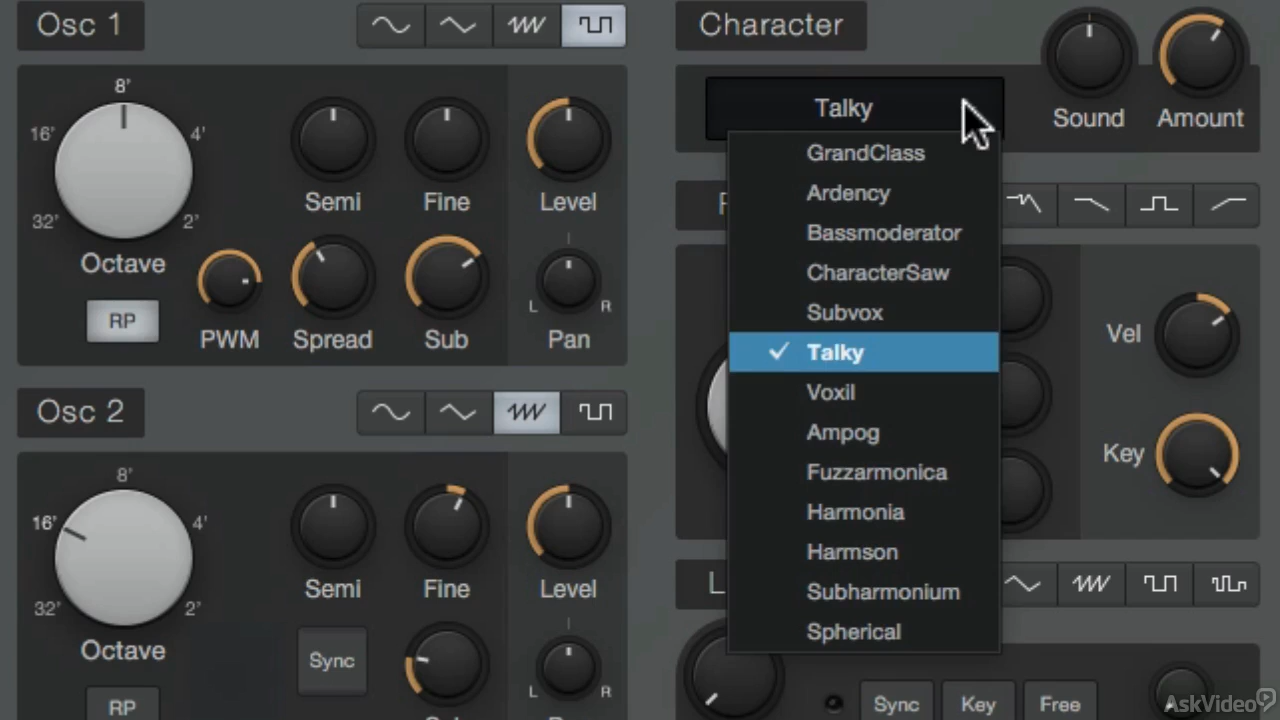 Osc 1
8'
16'
4'
32'
2'
Octave
RP
Semi
Fine
Level
PWM
Spread
Sub
L
R
Pan
Osc 2
8'
16'
4'
32'
2'
Octave
RP
Semi
Fine
Level
Sync
L
R
Character
Talky
Sound
Amount
GrandClass
Ardency
Bassmoderator
CharacterSaw
Subvox
Talky
Voxil
Ampog
Fuzzarmonica
Harmonia
Harmson
Subharmonium
Spherical
Vel
Key
Sync
Key
Free
AskVideo